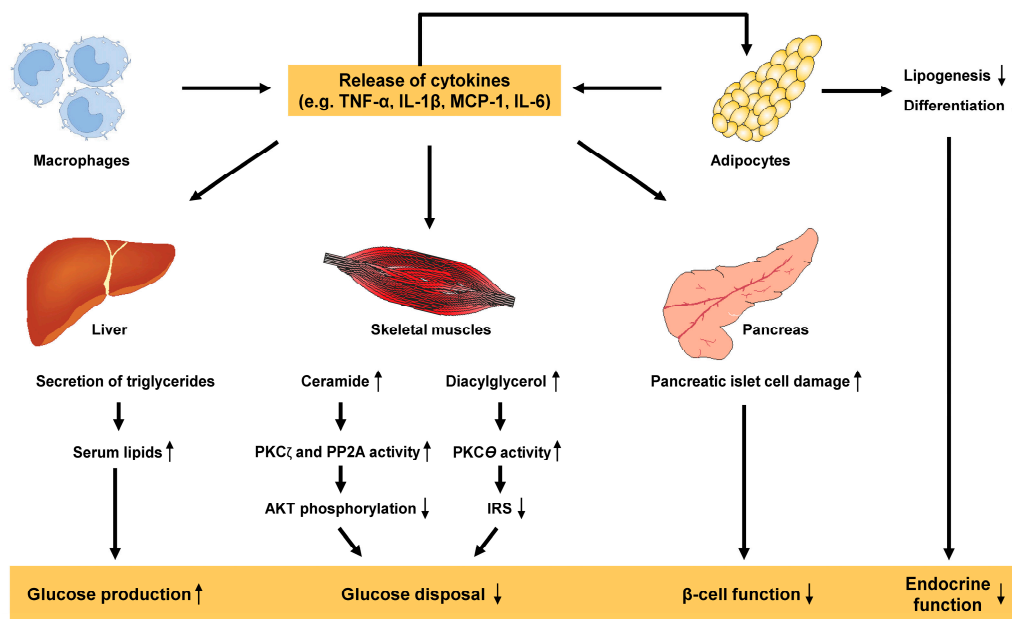 Release of cytokines
(e.g. TNF-α, IL-1β, MCP-1, IL-6)
Lipogenesis ↓
Differentiation
Macrophages
Adipocytes
Liver
Skeletal muscles
Pancreas
Secretion of triglycerides
Ceramide ↑
Diacylglycerol ↑
Pancreatic islet cell damage ↑
Serum lipids ↑
PKCζ and PP2A activity ↑
PKCΘ activity ↑
AKT phosphorylation ↓
IRS ↓
Glucose production ↑
Glucose disposal ↓
β-cell function ↓
Endocrine
function ↓